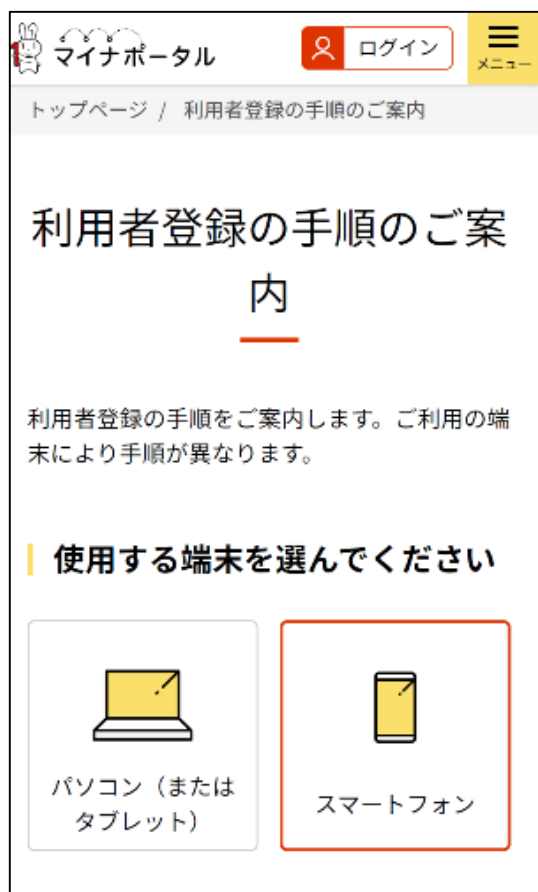 マイナポータル
ログイン
メニュー
トップページ / 利用者登録の手順のご案内
利用者登録の手順のご案
内
利用者登録の手順をご案内します。ご利用の端
末により手順が異なります。
使用する端末を選んでください
パソコン（または
タブレット）
スマートフォン